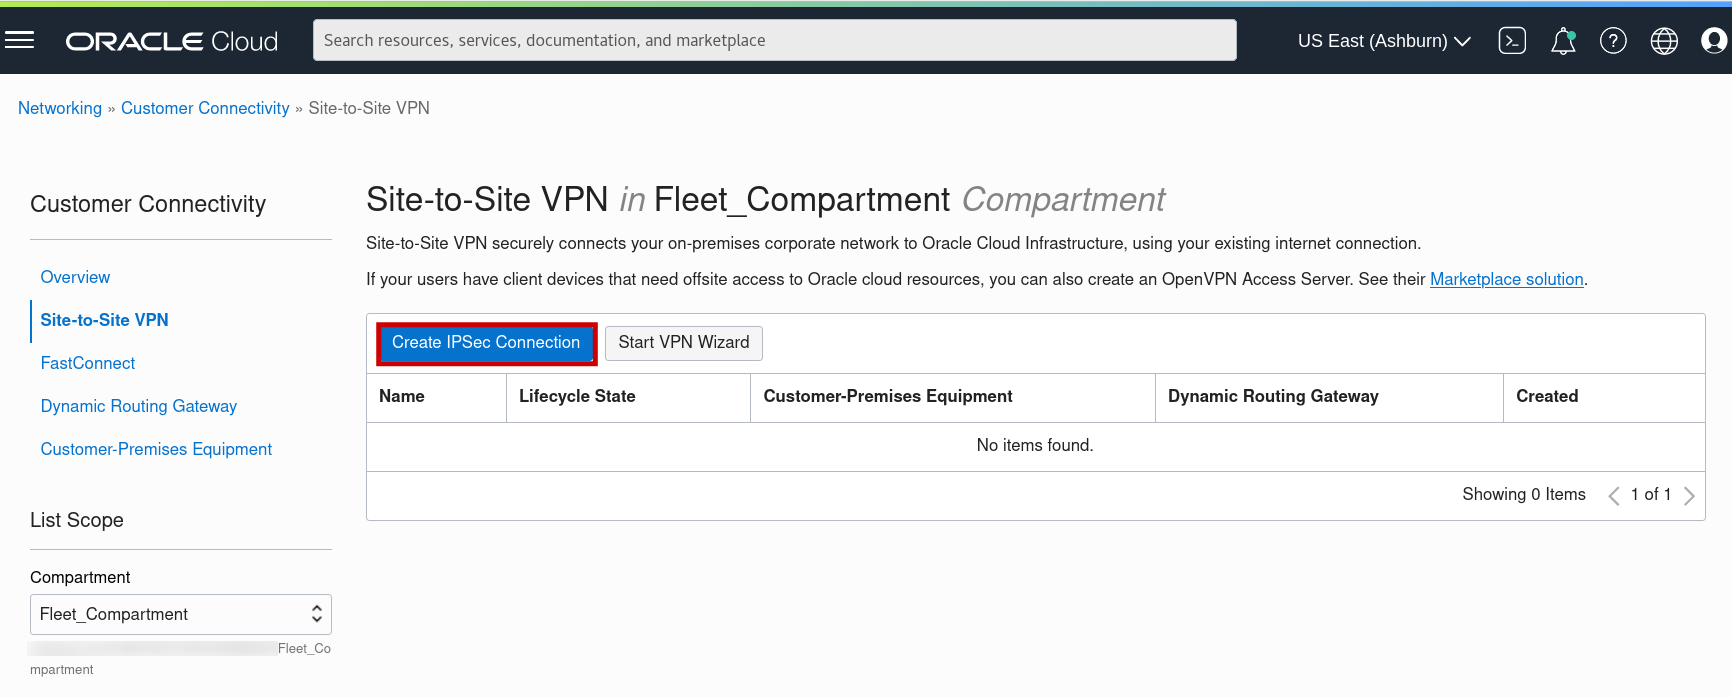 ORACLE Cloud
Search resources, services, documentation, and marketplace
US East (Ashburn)
Networking » Customer Connectivity » Site-to-Site VPN
Customer Connectivity
Overview
Site-to-Site VPN
FastConnect
Dynamic Routing Gateway
Customer-Premises Equipment
List Scope
Compartment
Fleet_Compartment
Fleet_Co
mpartment
Site-to-Site VPN in Fleet_Compartment Compartment
Site-to-Site VPN securely connects your on-premises corporate network to Oracle Cloud Infrastructure, using your existing internet connection.
If your users have client devices that need offsite access to Oracle cloud resources, you can also create an OpenVPN Access Server. See their Marketplace solution.
Create IPSec Connection Start VPN Wizard
Name Lifecycle State Customer-Premises Equipment Dynamic Routing Gateway Created
No items found.
Showing 0 Items 1 of 1